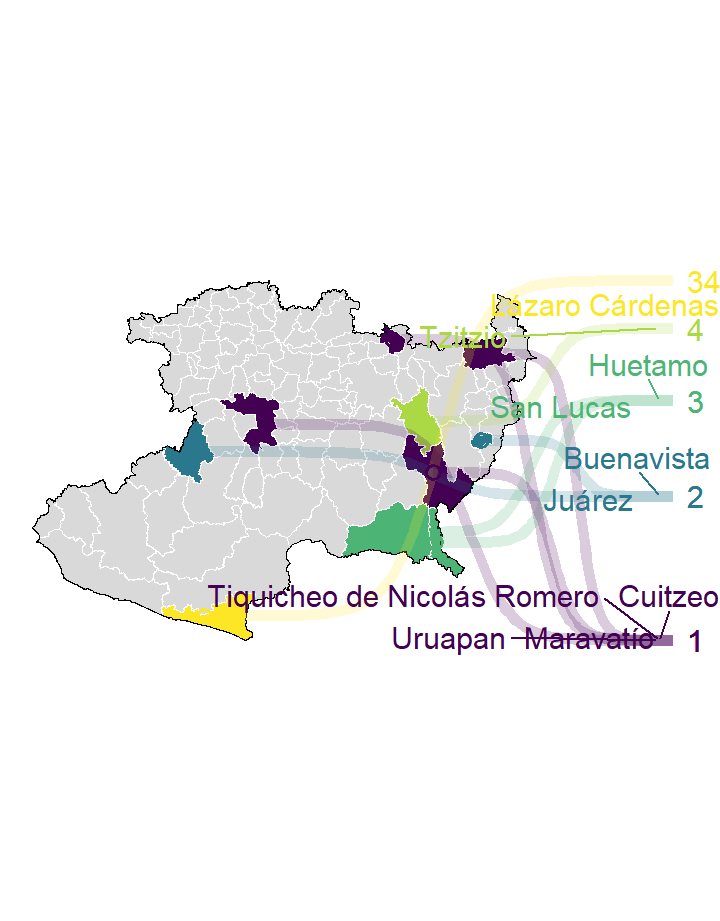 34
Lázaro Cárdenas
Tzitzio
4
Huetamo
3
San Lucas
Buenavista
2
Juárez
Tiquicheo de Nicolás Romero
Cuitzeo
Uruapan
Maravatío
1